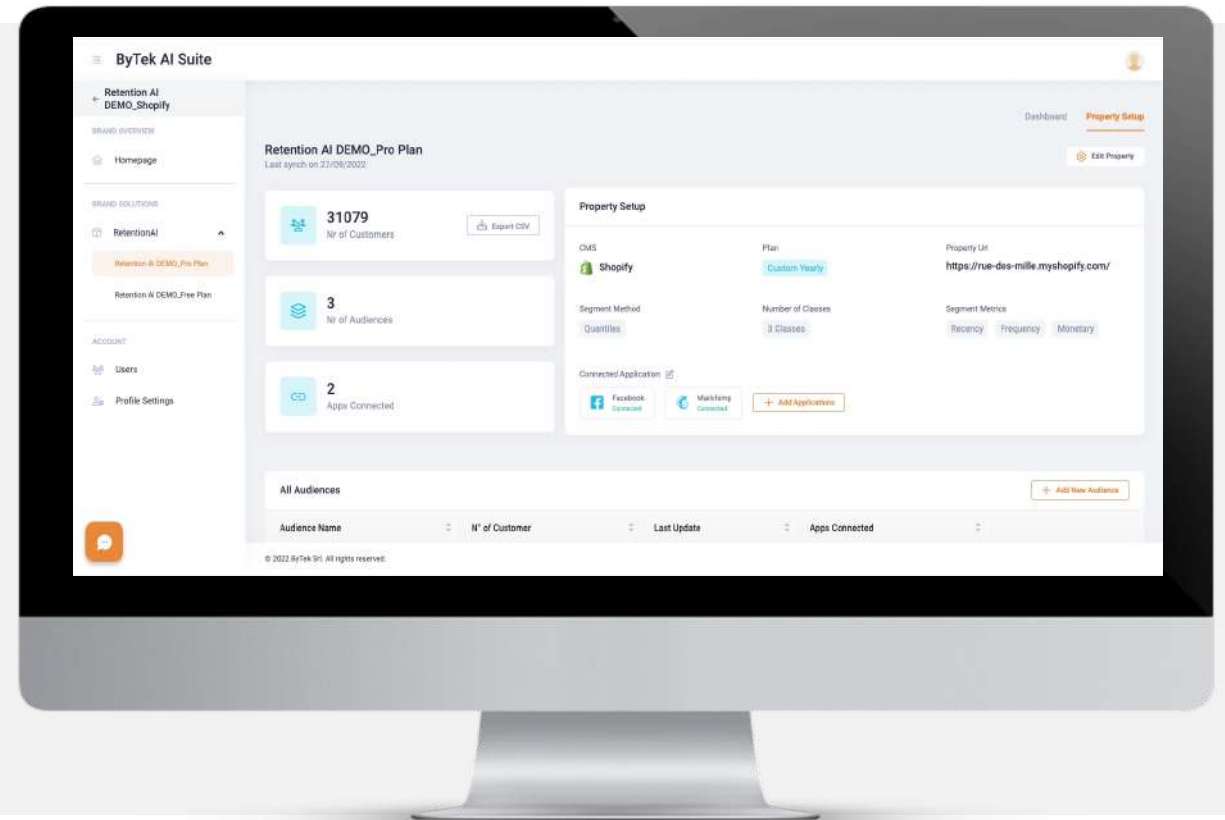 ByTek AI Suite
Retention AI
DEMO_Shopify
BRAND OVERVIEW
Homepage
BRAND SOLUTIONS
RetentionAI
Retention AI DEMO_Pro Plan
Retention AI DEMO_Free Plan
ACCOUNT
Users
Profile Settings
Dashboard
Property Setup
Retention AI DEMO_Pro Plan
Last synch on 27/09/2022
Edit Property
31079
Nr of Customers
Export CSV
3
Nr of Audiences
2
Apps Connected
Property Setup
CMS
Plan
Property Url
Shopify
Custom Yearly
https://rue-des-mille.myshopify.com/
Segment Method
Number of Classes
Segment Metrics
Quantiles
3 Classes
Recency Frequency Monetary
Connected Application
Facebook
Connected
Mailchimp
Connected
+ Add Applications
All Audiences
+ Add New Audience
Audience Name
N° of Customer
Last Update
Apps Connected
© 2022 ByTek Srl. All rights reserved.